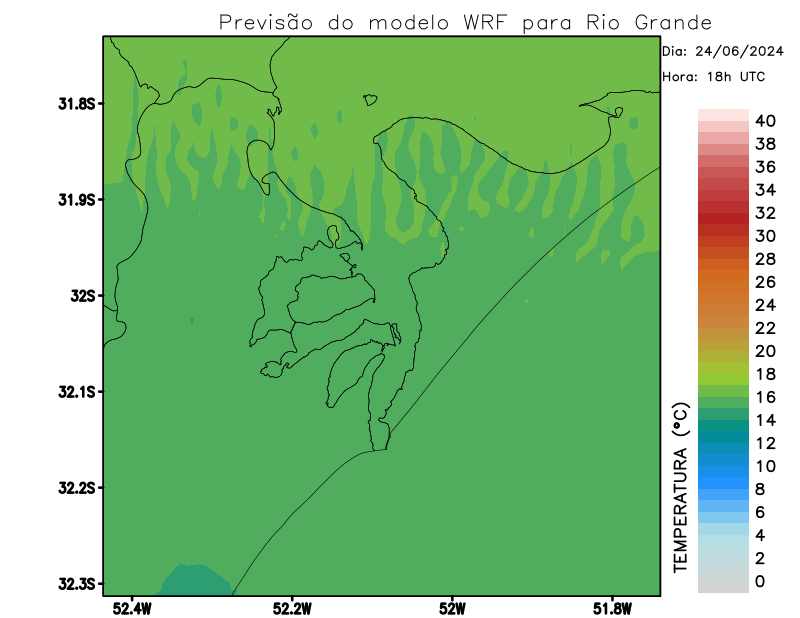 Previsão do modelo WRF para Rio Grande
Dia: 24/06/2024
Hora: 18h UTC
31.8S
31.9S
32S
32.1S
32.2S
32.3S
52.4W
52.2W
52W
51.8W
TEMPERATURA (°C)
40
38
36
34
32
30
28
26
24
22
20
18
16
14
12
10
8
6
4
2
0